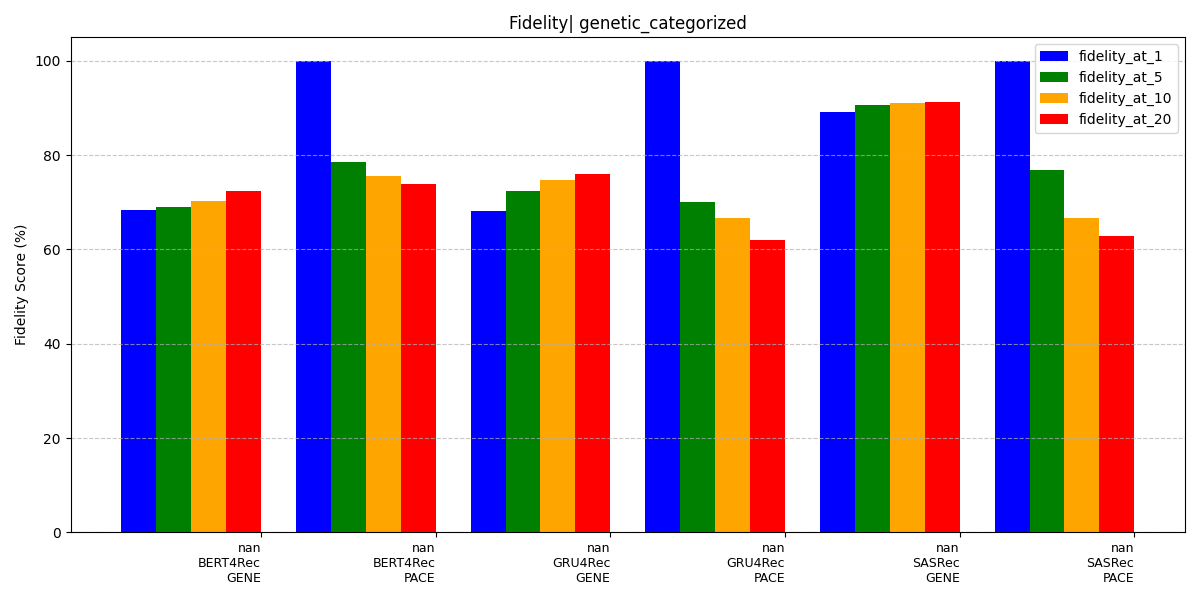 Fidelity| genetic_categorized
fidelity_at_1
fidelity_at_5
fidelity_at_10
fidelity_at_20
Fidelity Score (%)
100
80
60
40
20
0
nan
BERT4Rec
GENE
nan
BERT4Rec
PACE
nan
GRU4Rec
GENE
nan
GRU4Rec
PACE
nan
SASRec
GENE
nan
SASRec
PACE